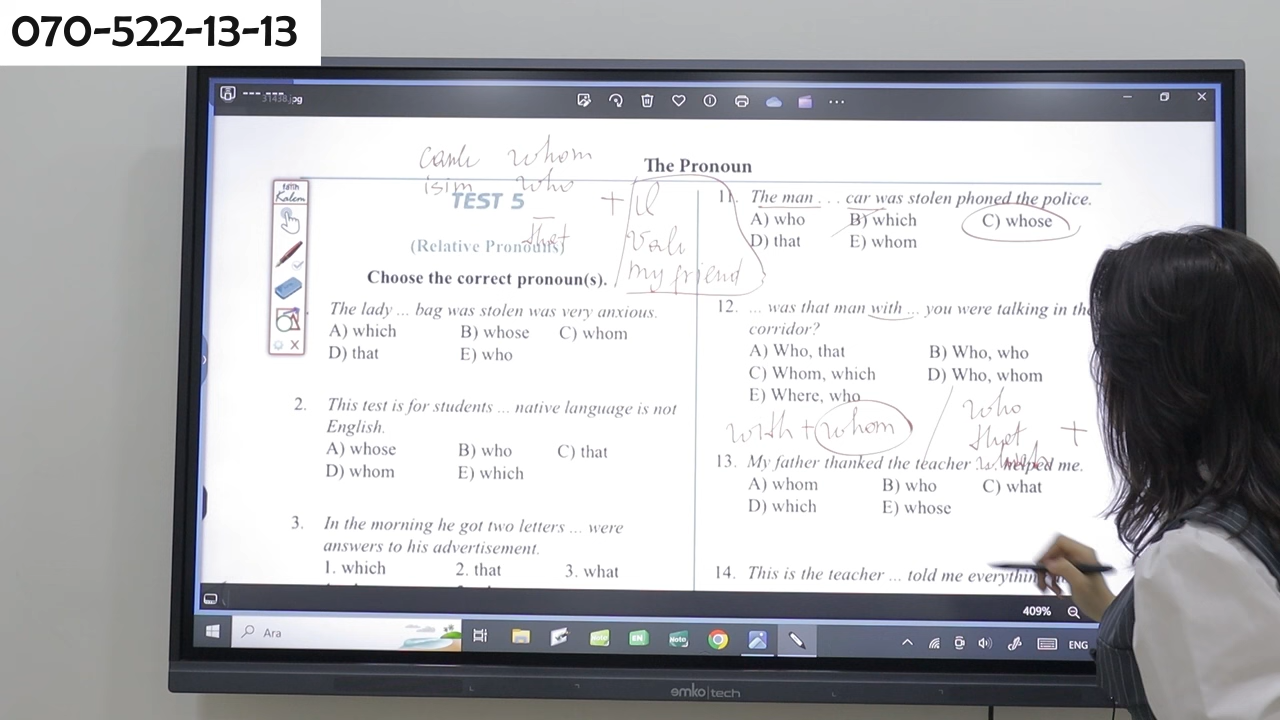 070-522-13-13
31438.jpg
The Pronoun
canlı whom
isim who
that
+ il
Valı
my friend
fatih
Kalem
TEST 5
(Relative Pronouns)
Choose the correct pronoun(s).
The lady ... bag was stolen was very anxious.
A) which B) whose C) whom
D) that E) who
2. This test is for students ... native language is not
English.
A) whose B) who C) that
D) whom E) which
3. In the morning he got two letters ... were
answers to his advertisement.
1. which 2. that 3. what
11. The man . . . car was stolen phoned the police.
A) who B) which C) whose
D) that E) whom
12. ... was that man with ... you were talking in the
corridor?
A) Who, that B) Who, who
C) Whom, which D) Who, whom
E) Where, who
with + whom
who
that +
13. My father thanked the teacher ... helped me.
A) whom B) who C) what
D) which E) whose
14. This is the teacher ... told me everything
409%
Ara
ENG
emko|tech